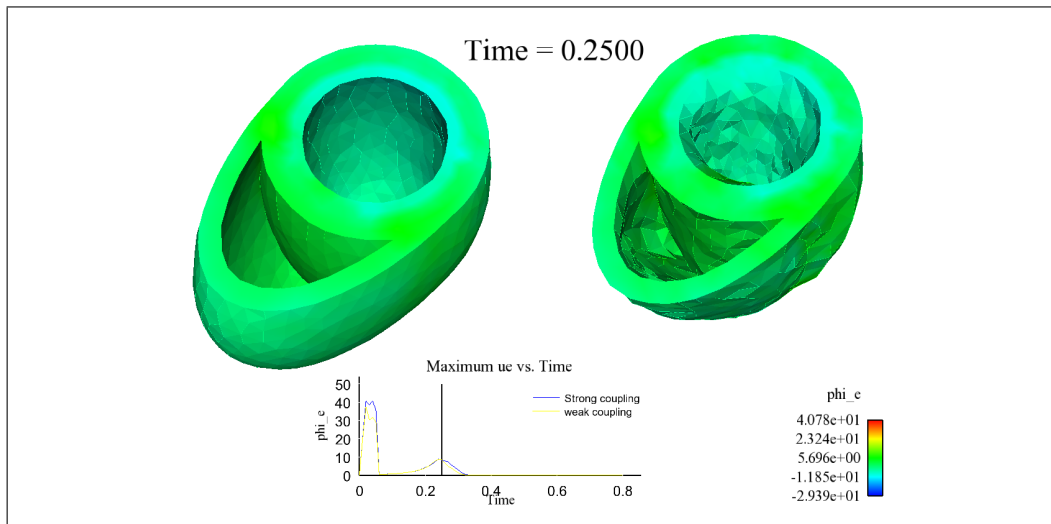 Time = 0.2500
Maximum ue vs. Time
50
40
30
20
10
0
phi_e
Strong coupling
weak coupling
0 0.2 0.4 0.6 0.8
Time
phi_e
4.078e+01
2.324e+01
5.696e+00
-1.185e+01
-2.939e+01